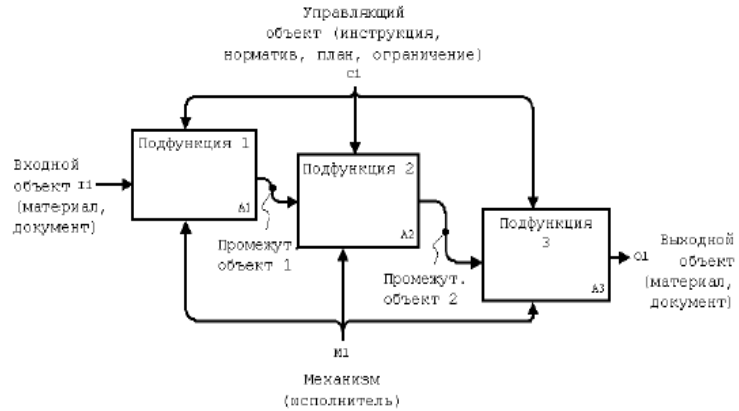 Управляющий
объект (инструкция,
норматив, план, ограничение)
C1
Подфункция 1
A1
Подфункция 2
A2
Подфункция
3
A3
Входной
объект I1
(материал,
документ)
Промежут.
объект 1
Промежут.
объект 2
O1 Выходной
объект
(материал,
документ)
M1
Механизм
(исполнитель)